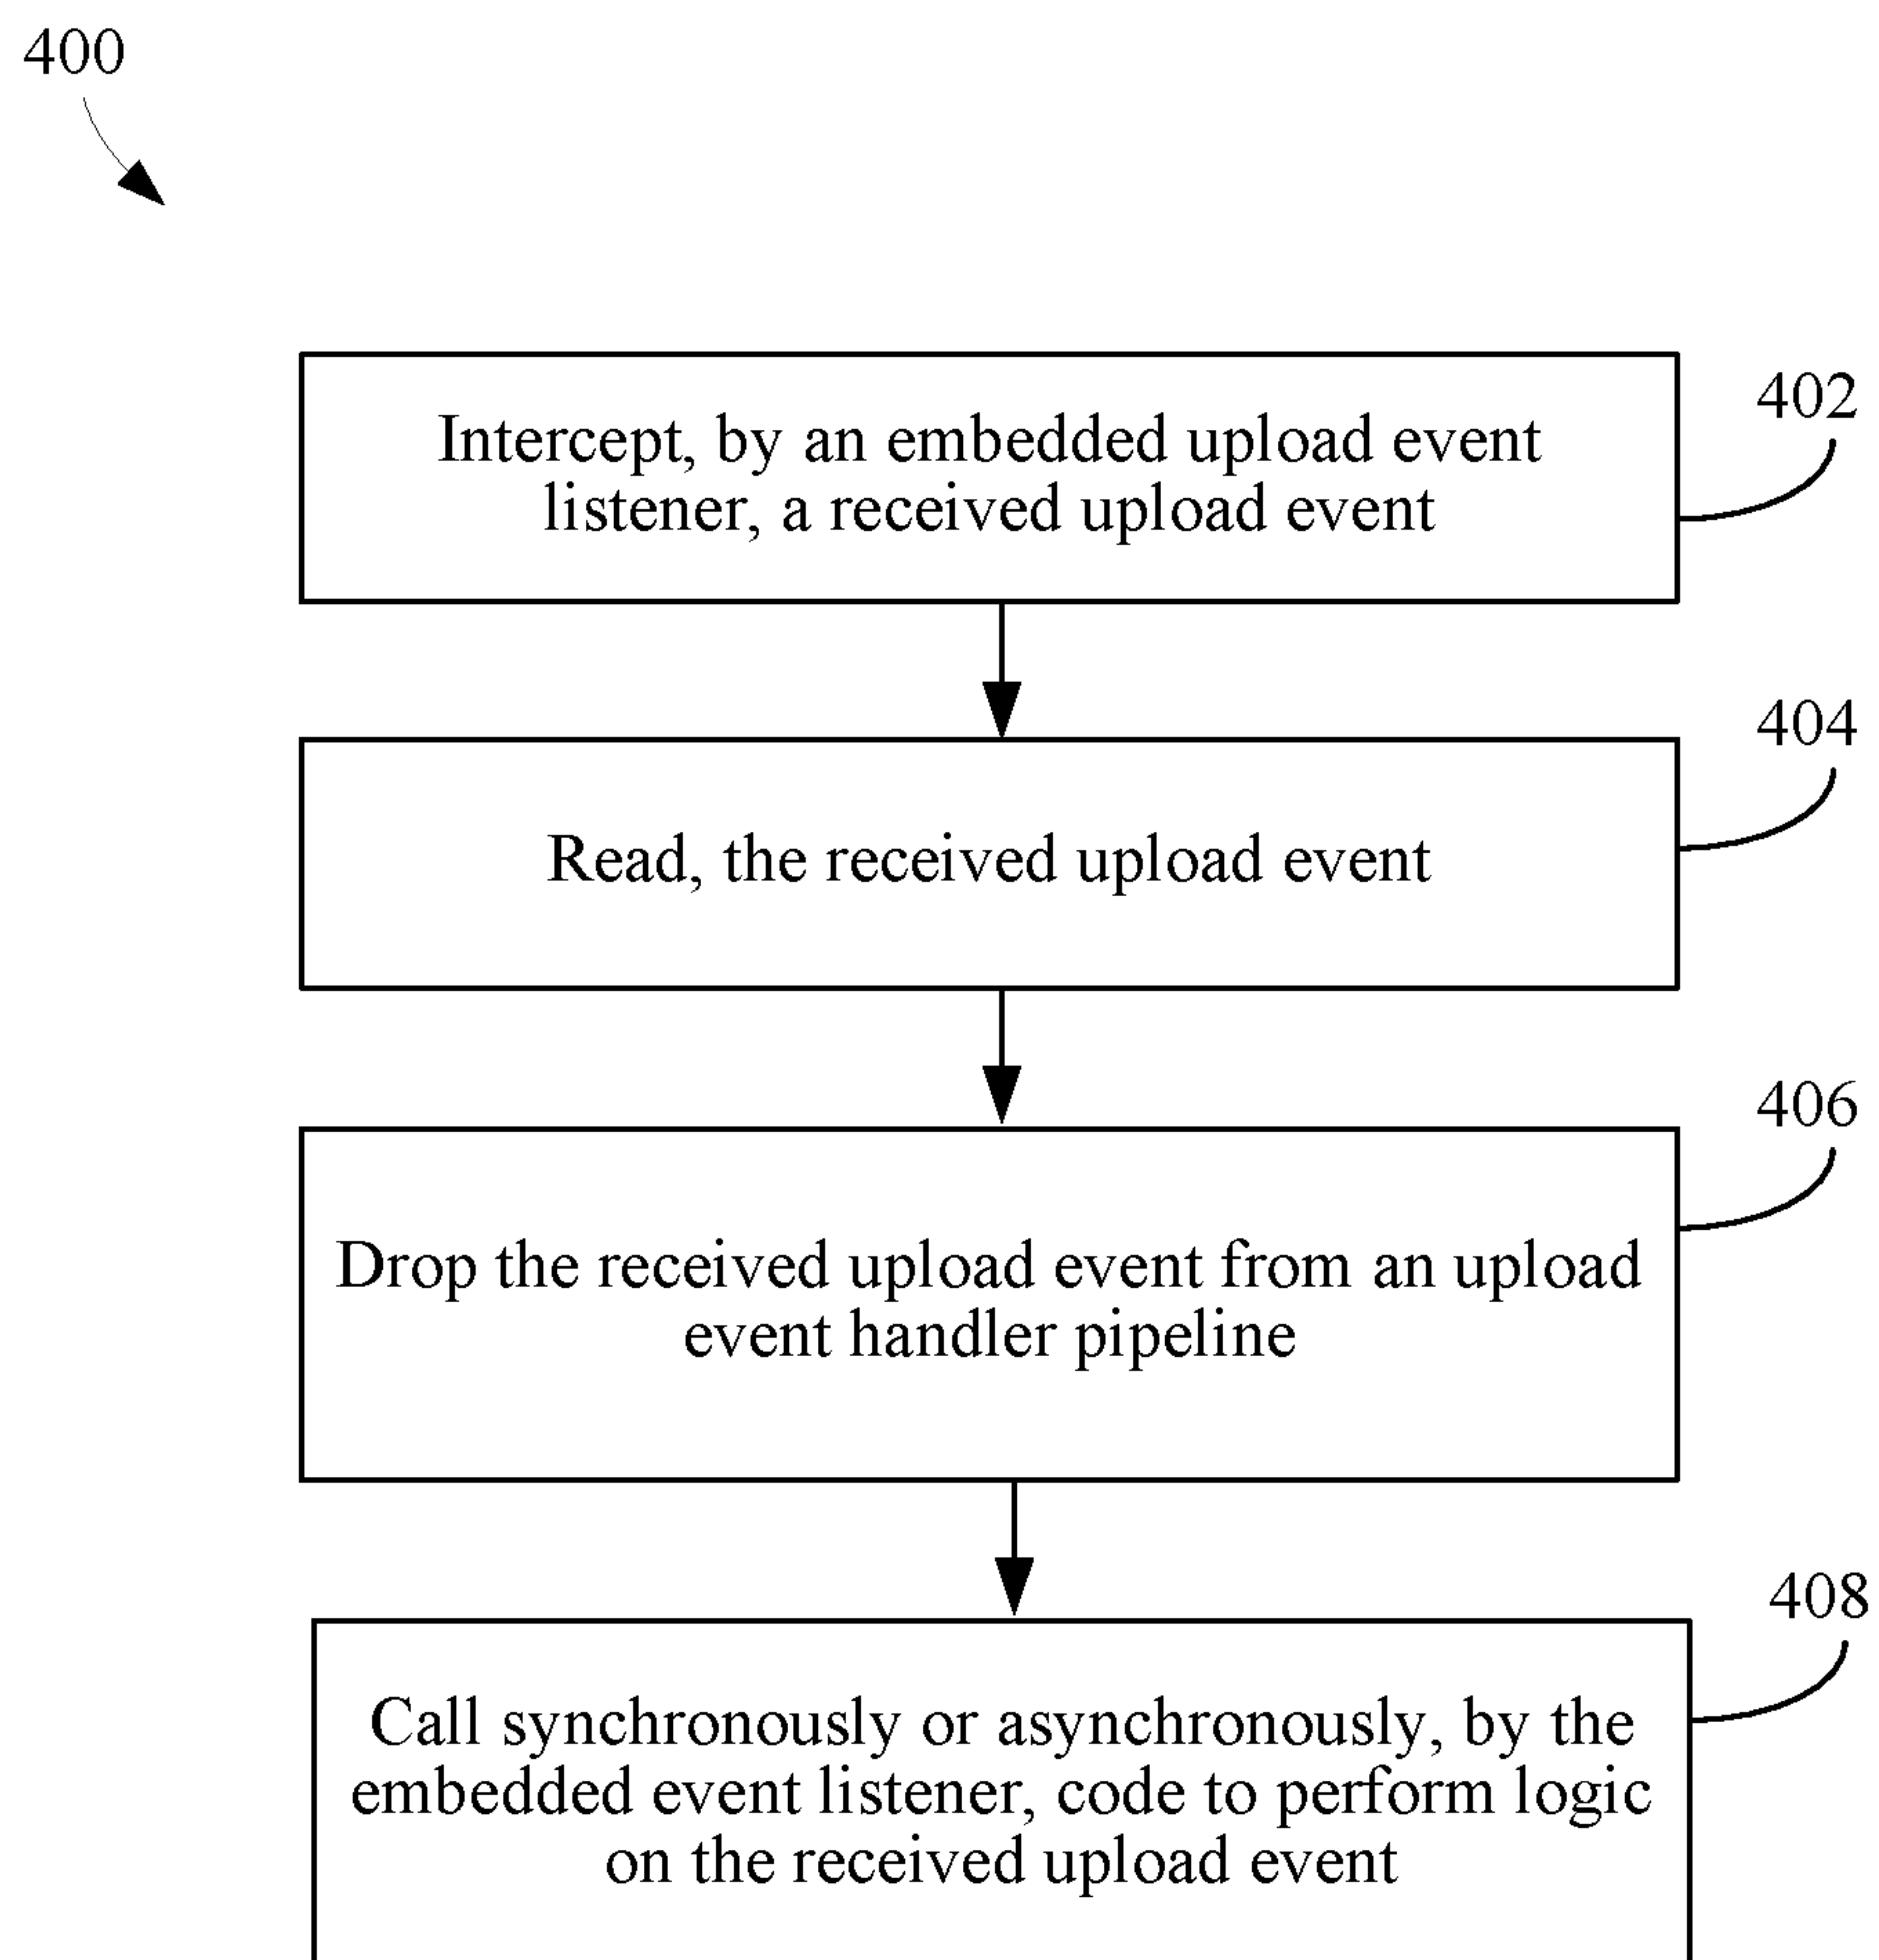 400
402
Intercept, by an embedded upload event
listener, a received upload event
404
Read, the received upload event
406
Drop the received upload event from an upload
event handler pipeline
408
Call synchronously or asynchronously, by the
embedded event listener, code to perform logic
on the received upload event